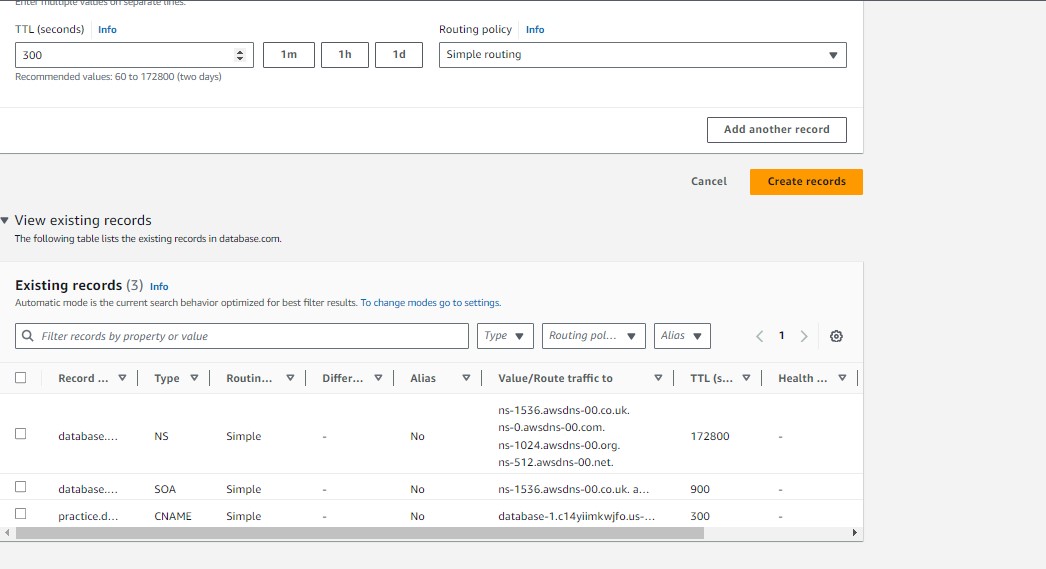 Enter multiple values on separate lines.
TTL (seconds) Info
Routing policy Info
300
1m
1h
1d
Simple routing
Recommended values: 60 to 172800 (two days)
Add another record
Cancel
Create records
View existing records
The following table lists the existing records in database.com.
Existing records (3) Info
Automatic mode is the current search behavior optimized for best filter results. To change modes go to settings.
Filter records by property or value
Type
Routing pol...
Alias
1
Record ... Type Routin... Differ... Alias Value/Route traffic to TTL (s... Health ...
ns-1536.awsdns-00.co.uk.
ns-0.awsdns-00.com.
database.... NS Simple - No 172800 -
ns-1024.awsdns-00.org.
ns-512.awsdns-00.net.
database.... SOA Simple - No ns-1536.awsdns-00.co.uk. a... 900 -
practice.d... CNAME Simple - No database-1.c14yiimkwjfo.us-... 300 -